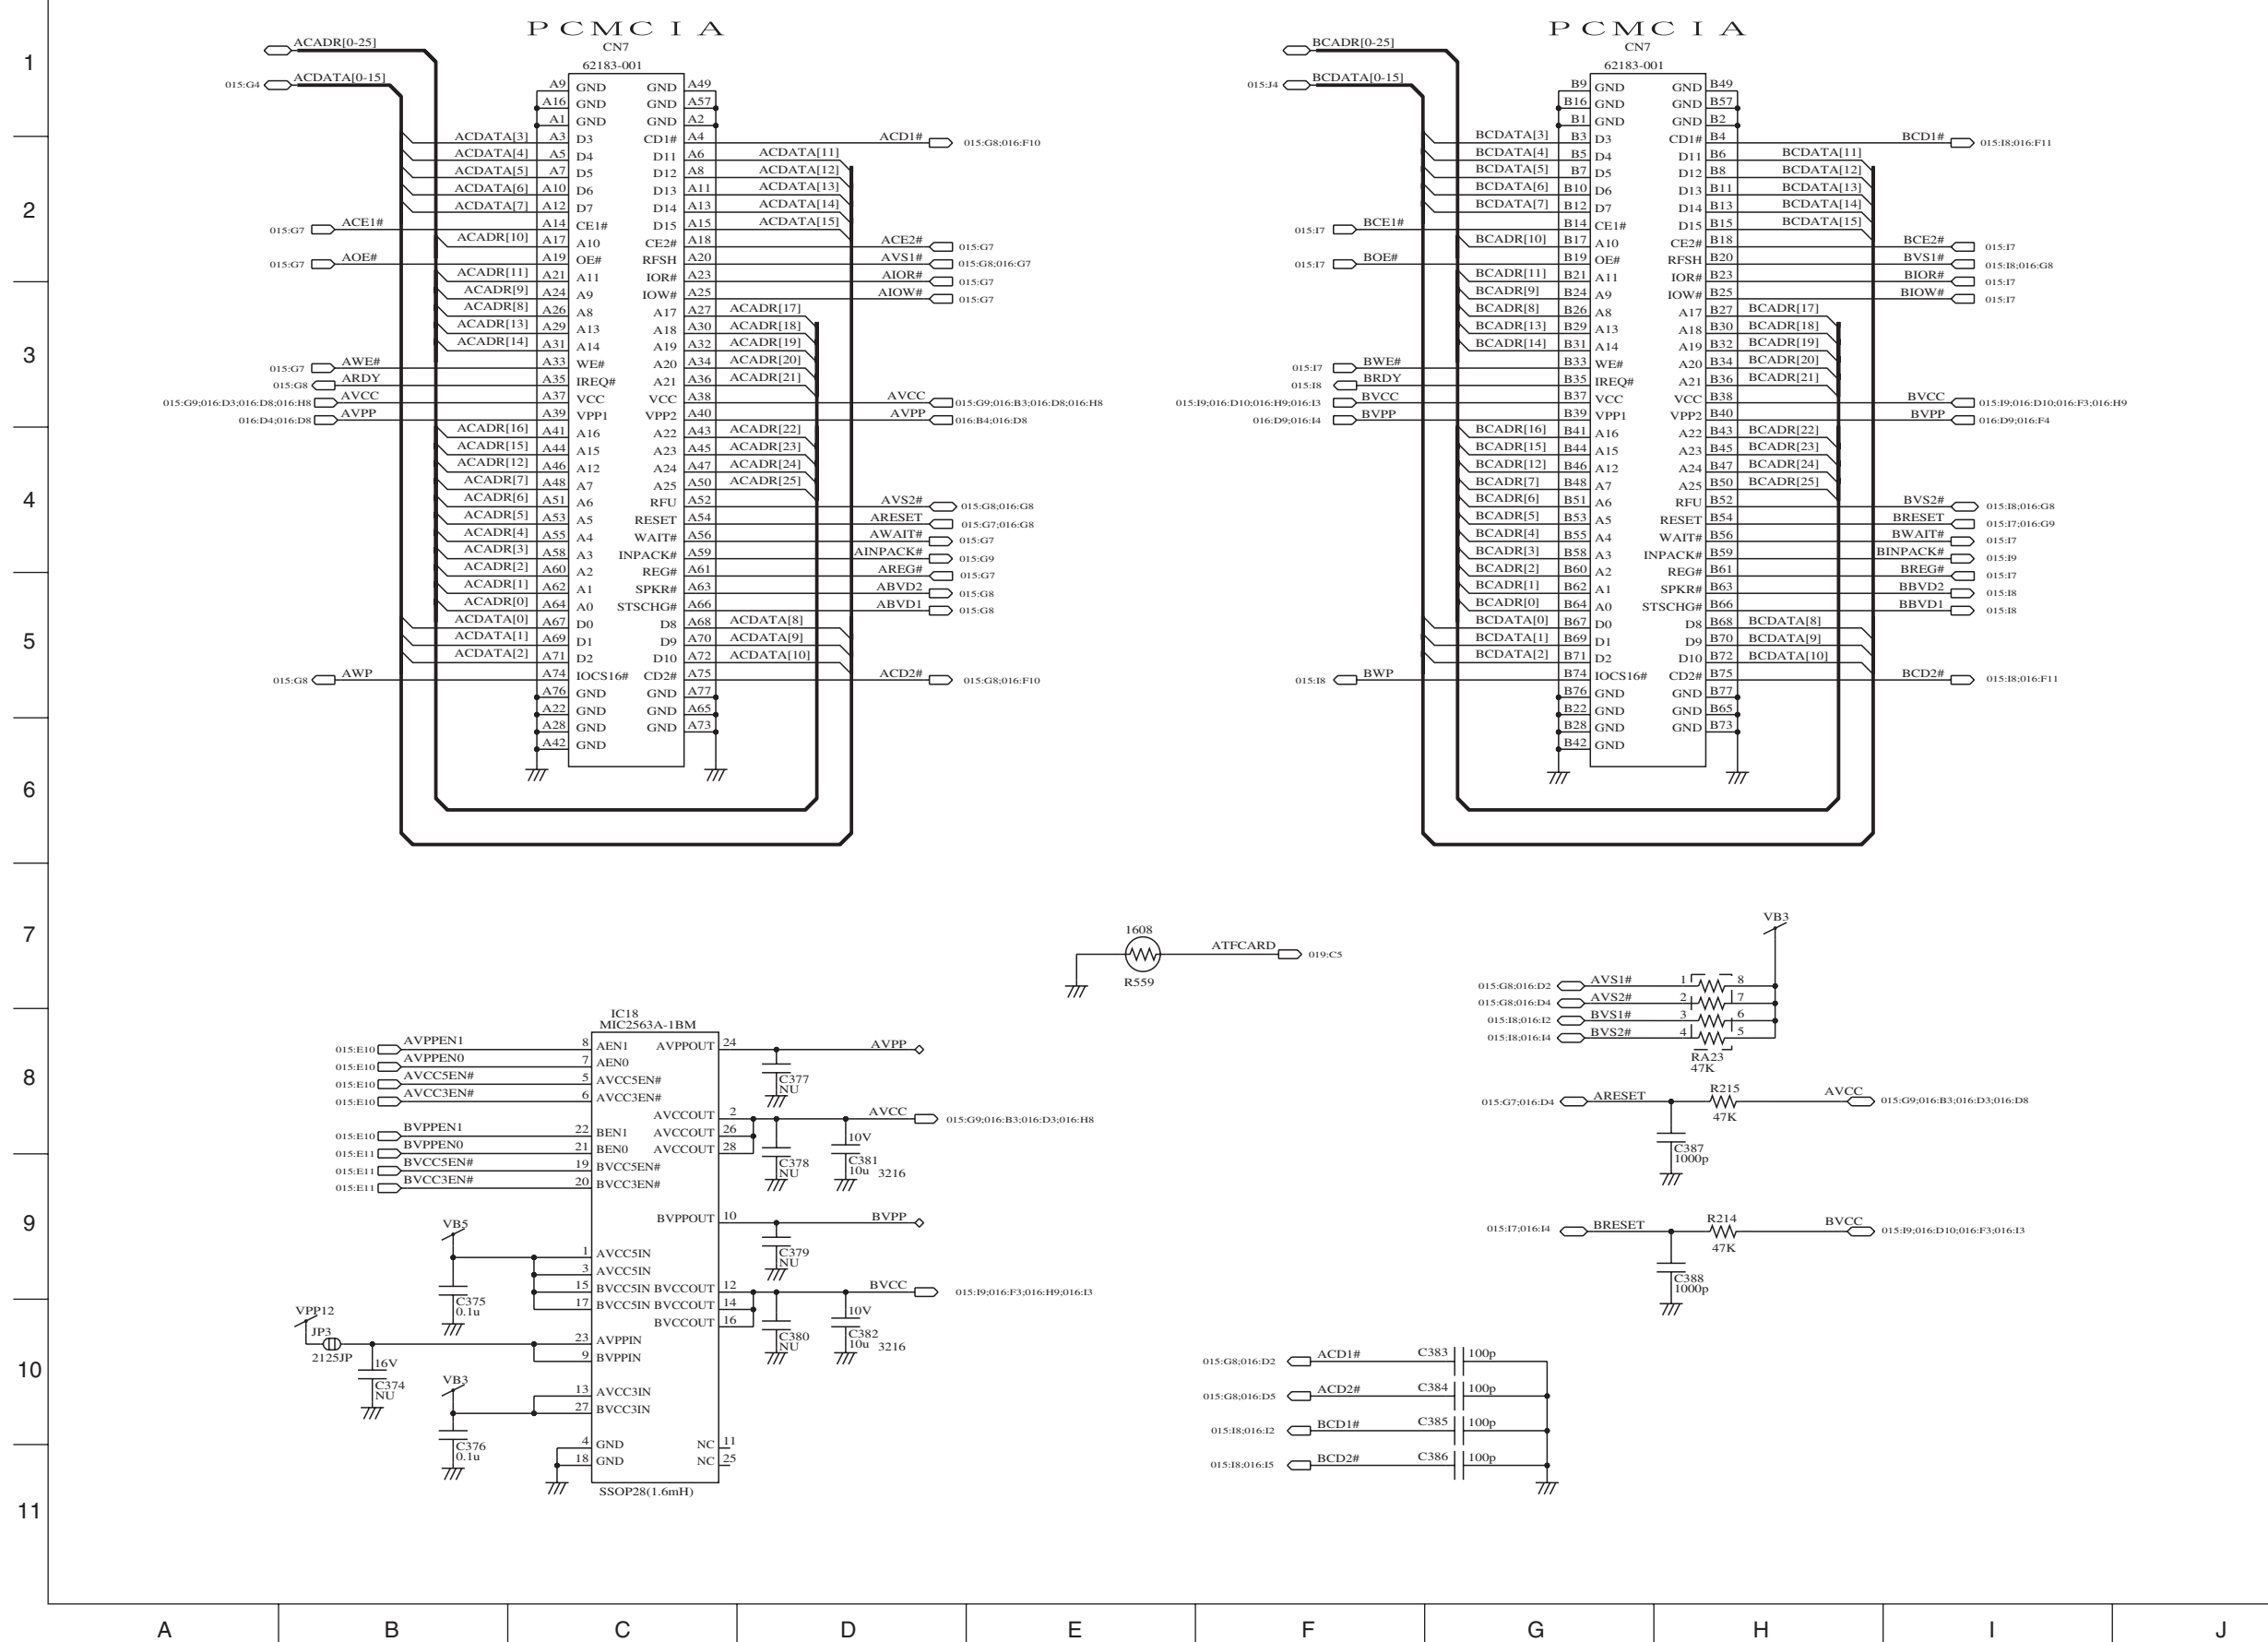 PCMCIA
CN7
62183-001
ACADR[0-25]
015:G4 ACDATA[0-15]
A9 GND GND A49
A16 GND GND A57
A1 GND GND A2
ACDATA[3] A3 D3 CD1# A4 ACD1# 015:G8;016:F10
ACDATA[4] A5 D4 D11 A6 ACDATA[11]
ACDATA[5] A7 D5 D12 A8 ACDATA[12]
ACDATA[6] A10 D6 D13 A11 ACDATA[13]
ACDATA[7] A12 D7 D14 A13 ACDATA[14]
015:G7 ACE1# A14 CE1# D15 A15 ACDATA[15]
ACADR[10] A17 A10 CE2# A18 ACE2# 015:G7
015:G7 AOE# A19 OE# RFSH A20 AVS1# 015:G8;016:G7
ACADR[11] A21 A11 IOR# A23 AIOR# 015:G7
ACADR[9] A24 A9 IOW# A25 AIOW# 015:G7
ACADR[8] A26 A8 A17 A27 ACADR[17]
ACADR[13] A29 A13 A18 A30 ACADR[18]
ACADR[14] A31 A14 A19 A32 ACADR[19]
015:G7 AWE# A33 WE# A20 A34 ACADR[20]
015:G8 ARDY A35 IREQ# A21 A36 ACADR[21]
015:G9;016:D3;016:D8;016:H8 AVCC A37 VCC VCC A38 AVCC 015:G9;016:B3;016:D8;016:H8
016:D4;016:D8 AVPP A39 VPP1 VPP2 A40 AVPP 016:B4;016:D8
ACADR[16] A41 A16 A22 A43 ACADR[22]
ACADR[15] A44 A15 A23 A45 ACADR[23]
ACADR[12] A46 A12 A24 A47 ACADR[24]
ACADR[7] A48 A7 A25 A50 ACADR[25]
ACADR[6] A51 A6 RFU A52 AVS2# 015:G8;016:G8
ACADR[5] A53 A5 RESET A54 ARESET 015:G7;016:G8
ACADR[4] A55 A4 WAIT# A56 AWAIT# 015:G7
ACADR[3] A58 A3 INPACK# A59 AINPACK# 015:G9
ACADR[2] A60 A2 REG# A61 AREG# 015:G7
ACADR[1] A62 A1 SPKR# A63 ABVD2 015:G8
ACADR[0] A64 A0 STSCHG# A66 ABVD1 015:G8
ACDATA[0] A67 D0 D8 A68 ACDATA[8]
ACDATA[1] A69 D1 D9 A70 ACDATA[9]
ACDATA[2] A71 D2 D10 A72 ACDATA[10]
015:G8 AWP A74 IOCS16# CD2# A75 ACD2# 015:G8;016:F10
A76 GND GND A77
A22 GND GND A65
A28 GND GND A73
A42 GND
PCMCIA
CN7
62183-001
BCADR[0-25]
015:J4 BCDATA[0-15]
B9 GND GND B49
B16 GND GND B57
B1 GND GND B2
BCDATA[3] B3 D3 CD1# B4 BCD1# 015:I8;016:F11
BCDATA[4] B5 D4 D11 B6 BCDATA[11]
BCDATA[5] B7 D5 D12 B8 BCDATA[12]
BCDATA[6] B10 D6 D13 B11 BCDATA[13]
BCDATA[7] B12 D7 D14 B13 BCDATA[14]
015:I7 BCE1# B14 CE1# D15 B15 BCDATA[15]
BCADR[10] B17 A10 CE2# B18 BCE2# 015:I7
015:I7 BOE# B19 OE# RFSH B20 BVS1# 015:I8;016:G8
BCADR[11] B21 A11 IOR# B23 BIOR# 015:I7
BCADR[9] B24 A9 IOW# B25 BIOW# 015:I7
BCADR[8] B26 A8 A17 B27 BCADR[17]
BCADR[13] B29 A13 A18 B30 BCADR[18]
BCADR[14] B31 A14 A19 B32 BCADR[19]
015:I7 BWE# B33 WE# A20 B34 BCADR[20]
015:I8 BRDY B35 IREQ# A21 B36 BCADR[21]
015:I9;016:D10;016:H9;016:I3 BVCC B37 VCC VCC B38 BVCC 015:I9;016:D10;016:F3;016:H9
016:D9;016:I4 BVPP B39 VPP1 VPP2 B40 BVPP 016:D9;016:F4
BCADR[16] B41 A16 A22 B43 BCADR[22]
BCADR[15] B44 A15 A23 B45 BCADR[23]
BCADR[12] B46 A12 A24 B47 BCADR[24]
BCADR[7] B48 A7 A25 B50 BCADR[25]
BCADR[6] B51 A6 RFU B52 BVS2# 015:I8;016:G8
BCADR[5] B53 A5 RESET B54 BRESET 015:I7;016:G9
BCADR[4] B55 A4 WAIT# B56 BWAIT# 015:I7
BCADR[3] B58 A3 INPACK# B59 BINPACK# 015:I9
BCADR[2] B60 A2 REG# B61 BREG# 015:I7
BCADR[1] B62 A1 SPKR# B63 BBVD2 015:I8
BCADR[0] B64 A0 STSCHG# B66 BBVD1 015:I8
BCDATA[0] B67 D0 D8 B68 BCDATA[8]
BCDATA[1] B69 D1 D9 B70 BCDATA[9]
BCDATA[2] B71 D2 D10 B72 BCDATA[10]
015:I8 BWP B74 IOCS16# CD2# B75 BCD2# 015:I8;016:F11
B76 GND GND B77
B22 GND GND B65
B28 GND GND B73
B42 GND
1608
ATFCARD 019:C5
R559
VB3
015:G8;016:D2 AVS1# 1 8
015:G8;016:D4 AVS2# 2 7
015:I8;016:I2 BVS1# 3 6
015:I8;016:I4 BVS2# 4 5
RA23
47K
IC18
MIC2563A-1BM
015:E10 AVPPEN1 8 AEN1 AVPPOUT 24 AVPP
015:E10 AVPPEN0 7 AEN0
015:E10 AVCC5EN# 5 AVCC5EN#
015:E10 AVCC3EN# 6 AVCC3EN#
C377
NU
AVCCOUT 2 AVCC 015:G9;016:B3;016:D3;016:H8
015:E10 BVPPEN1 22 BEN1 AVCCOUT 26
015:E11 BVPPEN0 21 BEN0 AVCCOUT 28
015:E11 BVCC5EN# 19 BVCC5EN#
015:E11 BVCC3EN# 20 BVCC3EN#
C378
NU
10V
C381
10u 3216
BVPPOUT 10 BVPP
C379
NU
VB5
1 AVCC5IN
3 AVCC5IN
15 BVCC5IN BVCCOUT 12 BVCC 015:I9;016:F3;016:H9;016:I3
17 BVCC5IN BVCCOUT 14
BVCCOUT 16
C375
0.1u
C380
NU
10V
C382
10u 3216
VPP12
JP3
2125JP
23 AVPPIN
9 BVPPIN
16V
C374
NU
VB3
13 AVCC3IN
27 BVCC3IN
C376
0.1u
4 GND NC 11
18 GND NC 25
SSOP28(1.6mH)
015:G7;016:D4 ARESET R215 AVCC 015:G9;016:B3;016:D3;016:D8
47K
C387
1000p
015:I7;016:I4 BRESET R214 BVCC 015:I9;016:D10;016:F3;016:I3
47K
C388
1000p
015:G8;016:D2 ACD1# C383 100p
015:G8;016:D5 ACD2# C384 100p
015:I8;016:I2 BCD1# C385 100p
015:I8;016:I5 BCD2# C386 100p
1
2
3
4
5
6
7
8
9
10
11
A B C D E F G H I J